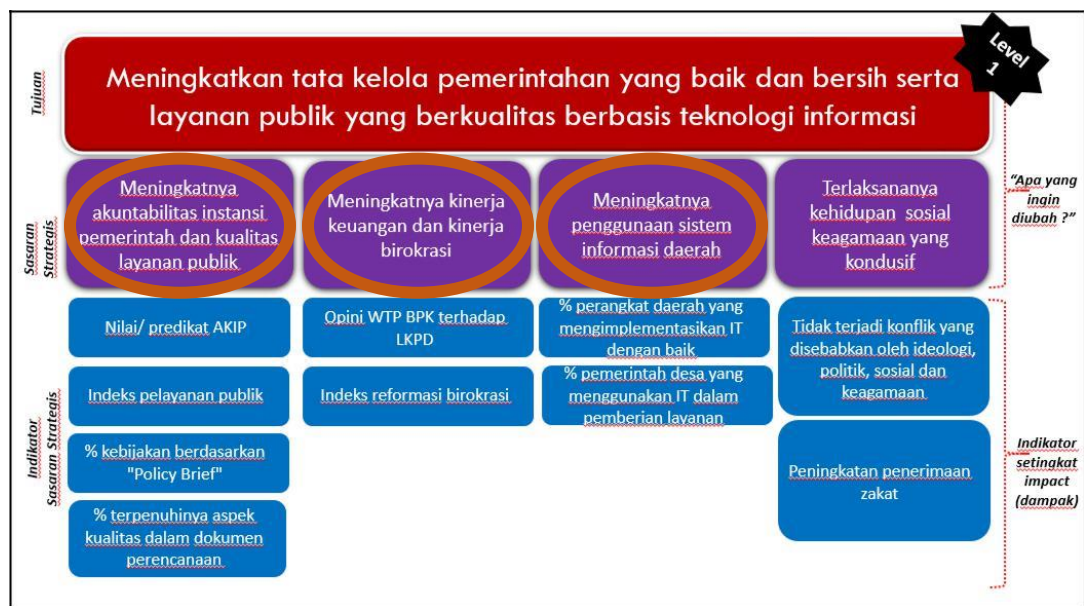 Tujuan
Meningkatkan tata kelola pemerintahan yang baik dan bersih serta
layanan publik yang berkualitas berbasis teknologi informasi
Level
1
Sasaran
Strategis
Meningkatnya
akuntabilitas instansi
pemerintah dan kualitas
layanan publik
Meningkatnya kinerja
keuangan dan kinerja
birokrasi
Meningkatnya
penggunaan sistem
informasi daerah
Terlaksananya
kehidupan sosial
keagamaan yang
kondusif
"Apa yang
ingin
diubah ?"
Indikator
Sasaran Strategis
Nilai/ predikat AKIP
Indeks pelayanan publik
% kebijakan berdasarkan
"Policy Brief"
% terpenuhinya aspek
kualitas dalam dokumen
perencanaan
Opini WTP BPK terhadap
LKPD
Indeks reformasi birokrasi
% perangkat daerah yang
mengimplementasikan IT
dengan baik
% pemerintah desa yang
menggunakan IT dalam
pemberian layanan
Tidak terjadi konflik yang
disebabkan oleh ideologi,
politik, sosial dan
keagamaan
Peningkatan penerimaan
zakat
Indikator
setingkat
impact
(dampak)